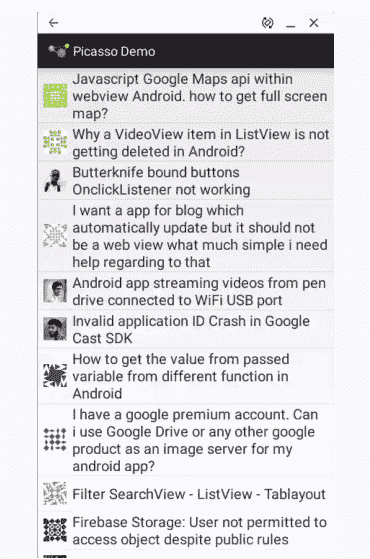 Picasso Demo
Javascript Google Maps api within
webview Android. how to get full screen
map?
Why a VideoView item in ListView is not
getting deleted in Android?
Butterknife bound buttons
OnclickListener not working
I want a app for blog which
automatically update but it should not
be a web view what much simple i need
help regarding to that
Android app streaming videos from pen
drive connected to WiFi USB port
Invalid application ID Crash in Google
Cast SDK
How to get the value from passed
variable from different function in
Android
I have a google premium account. Can
i use Google Drive or any other google
product as an image server for my
android app?
Filter SearchView - ListView - Tablayout
Firebase Storage: User not permitted to
access object despite public rules